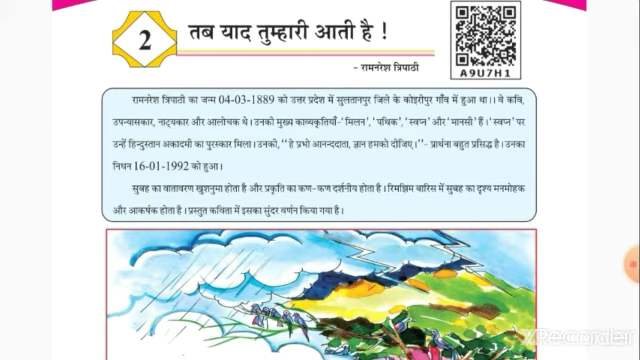 2
तब याद तुम्हारी आती है !
A9U7H1
- रामनरेश त्रिपाठी
रामनरेश त्रिपाठी का जन्म 04-03-1889 को उत्तर प्रदेश में सुलतानपुर जिले के कोइरीपुर गाँव में हुआ था।। वे कवि,
उपन्यासकार, नाट्यकार और आलोचक थे। उनकी मुख्य काव्यकृतियाँ-'मिलन', 'पथिक', 'स्वप्न' और 'मानसी' हैं। 'स्वप्न' पर
उन्हें हिन्दुस्तान अकादमी का पुरस्कार मिला। उनकी, "हे प्रभो आनन्ददाता, ज्ञान हमको दीजिए।"- प्रार्थना बहुत प्रसिद्ध है। उनका
निधन 16-01-1992 को हुआ।
सुबह का वातावरण खुशनुमा होता है और प्रकृति का कण-कण दर्शनीय होता है। रिमझिम बारिस में सुबह का दृश्य मनमोहक
और आकर्षक होता है। प्रस्तुत कविता में इसका सुंदर वर्णन किया गया है।
XRecorder